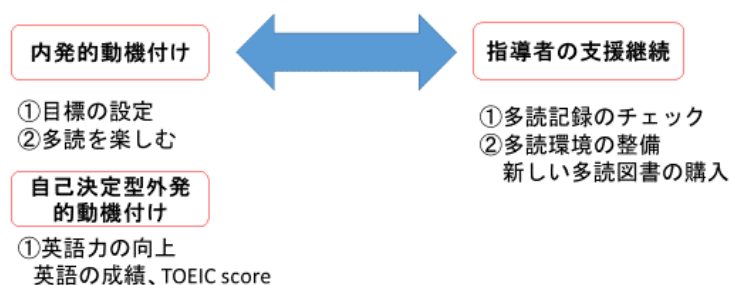 内発的動機付け
①目標の設定
②多読を楽しむ
自己決定型外発
的動機付け
①英語力の向上
英語の成績、TOEIC score
指導者の支援継続
①多読記録のチェック
②多読環境の整備
新しい多読図書の購入